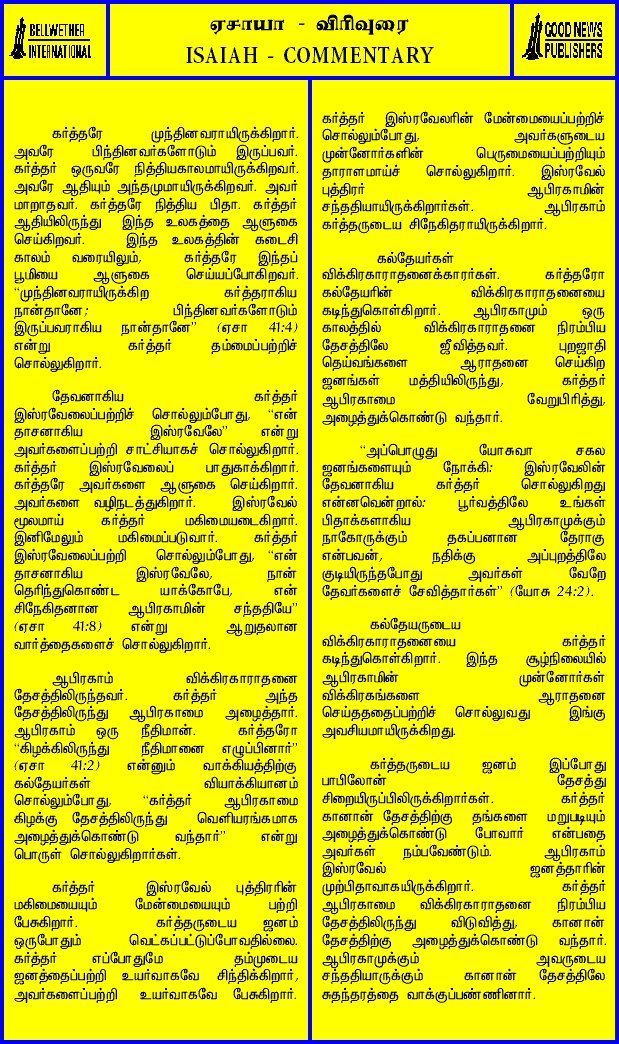 BELLWETHER
INTERNATIONAL
ஏசாயா - விரிவுரை
ISAIAH - COMMENTARY
GOOD NEWS
PUBLISHERS
கர்த்தரே முந்தினவராயிருக்கிறார்.
அவரே பிந்தினவர்களோடும் இருப்பவர்.
கர்த்தர் ஒருவரே நித்தியகாலமாயிருக்கிறவர்.
அவரே ஆதியும் அந்தமுமாயிருக்கிறவர். அவர்
மாறாதவர். கர்த்தரே நித்திய பிதா. கர்த்தர்
ஆதியிலிருந்து இந்த உலகத்தை ஆளுகை
செய்கிறவர். இந்த உலகத்தின் கடைசி
காலம் வரையிலும், கர்த்தரே இந்தப்
பூமியை ஆளுகை செய்யப்போகிறவர்.
“முந்தினவராயிருக்கிற கர்த்தராகிய
நான்தானே; பிந்தினவர்களோடும்
இருப்பவராகிய நான்தானே” (ஏசா 41:4)
என்று கர்த்தர் தம்மைப்பற்றிச்
சொல்லுகிறார்.
தேவனாகிய கர்த்தர்
இஸ்ரவேலைப்பற்றிச் சொல்லும்போது, “என்
தாசனாகிய இஸ்ரவேலே” என்று
அவர்களைப்பற்றி சாட்சியாகச் சொல்லுகிறார்.
கர்த்தர் இஸ்ரவேலைப் பாதுகாக்கிறார்.
கர்த்தரே அவர்களை ஆளுகை செய்கிறார்.
அவர்களை வழிநடத்துகிறார். இஸ்ரவேல்
மூலமாய் கர்த்தர் மகிமையடைகிறார்.
இனிமேலும் மகிமைப்படுவார். கர்த்தர்
இஸ்ரவேலைப்பற்றி சொல்லும்போது, “என்
தாசனாகிய இஸ்ரவேலே, நான்
தெரிந்துகொண்ட யாக்கோபே, என்
சிநேகிதனான ஆபிரகாமின் சந்ததியே”
(ஏசா 41:8) என்று ஆறுதலான
வார்த்தைகளைச் சொல்லுகிறார்.
ஆபிரகாம் விக்கிரகாராதனை
தேசத்திலிருந்தவர். கர்த்தர் அந்த
தேசத்திலிருந்து ஆபிரகாமை அழைத்தார்.
ஆபிரகாம் ஒரு நீதிமான். கர்த்தரோ
“கிழக்கிலிருந்து நீதிமானை எழுப்பினார்”
(ஏசா 41:2) என்னும் வாக்கியத்திற்கு
கல்தேயர்கள் வியாக்கியானம்
சொல்லும்போது, “கர்த்தர் ஆபிரகாமை
கிழக்கு தேசத்திலிருந்து வெளியரங்கமாக
அழைத்துக்கொண்டு வந்தார்” என்று
பொருள் சொல்லுகிறார்கள்.
கர்த்தர் இஸ்ரவேல் புத்திரரின்
மகிமையையும் மேன்மையையும் பற்றி
பேசுகிறார். கர்த்தருடைய ஜனம்
ஒருபோதும் வெட்கப்பட்டுப்போவதில்லை.
கர்த்தர் எப்போதுமே தம்முடைய
ஜனத்தைப்பற்றி உயர்வாகவே சிந்திக்கிறார்,
அவர்களைப்பற்றி உயர்வாகவே பேசுகிறார்.
கர்த்தர் இஸ்ரவேலரின் மேன்மையைப்பற்றிச்
சொல்லும்போது, அவர்களுடைய
முன்னோர்களின் பெருமையைப்பற்றியும்
தாராளமாய்ச் சொல்லுகிறார். இஸ்ரவேல்
புத்திரர் ஆபிரகாமின்
சந்ததியாயிருக்கிறார்கள். ஆபிரகாம்
கர்த்தருடைய சிநேகிதராயிருக்கிறார்.
கல்தேயர்கள்
விக்கிரகாராதனைக்காரர்கள். கர்த்தரோ
கல்தேயரின் விக்கிரகாராதனையை
கடிந்துகொள்கிறார். ஆபிரகாமும் ஒரு
காலத்தில் விக்கிரகாராதனை நிரம்பிய
தேசத்திலே ஜீவித்தவர். புறஜாதி
தெய்வங்களை ஆராதனை செய்கிற
ஜனங்கள் மத்தியிலிருந்து, கர்த்தர்
ஆபிரகாமை வேறுபிரித்து,
அழைத்துக்கொண்டு வந்தார்.
“அப்பொழுது யோசுவா சகல
ஜனங்களையும் நோக்கி: இஸ்ரவேலின்
தேவனாகிய கர்த்தர் சொல்லுகிறது
என்னவென்றால்: பூர்வத்திலே உங்கள்
பிதாக்களாகிய ஆபிரகாமுக்கும்
நாகோருக்கும் தகப்பனான தேராகு
என்பவன், நதிக்கு அப்புறத்திலே
குடியிருந்தபோது அவர்கள் வேறே
தேவர்களைச் சேவித்தார்கள்” (யோசு 24:2).
கல்தேயருடைய
விக்கிரகாராதனையை கர்த்தர்
கடிந்துகொள்கிறார். இந்த சூழ்நிலையில்
ஆபிரகாமின் முன்னோர்கள்
விக்கிரகங்களை ஆராதனை
செய்தததைப்பற்றிச் சொல்லுவது இங்கு
அவசியமாயிருக்கிறது.
கர்த்தருடைய ஜனம் இப்போது
பாபிலோன் தேசத்து
சிறையிருப்பிலிருக்கிறார்கள். கர்த்தர்
கானான் தேசத்திற்கு தங்களை மறுபடியும்
அழைத்துக்கொண்டு போவார் என்பதை
அவர்கள் நம்பவேண்டும். ஆபிரகாம்
இஸ்ரவேல் ஜனத்தாரின்
முற்பிதாவாகயிருக்கிறார். கர்த்தர்
ஆபிரகாமை விக்கிரகாராதனை நிரம்பிய
தேசத்திலிருந்து விடுவித்து, கானான்
தேசத்திற்கு அழைத்துக்கொண்டு வந்தார்.
ஆபிரகாமுக்கும் அவருடைய
சந்ததியாருக்கும் கானான் தேசத்திலே
சுதந்தரத்தை வாக்குப்பண்ணினார்.